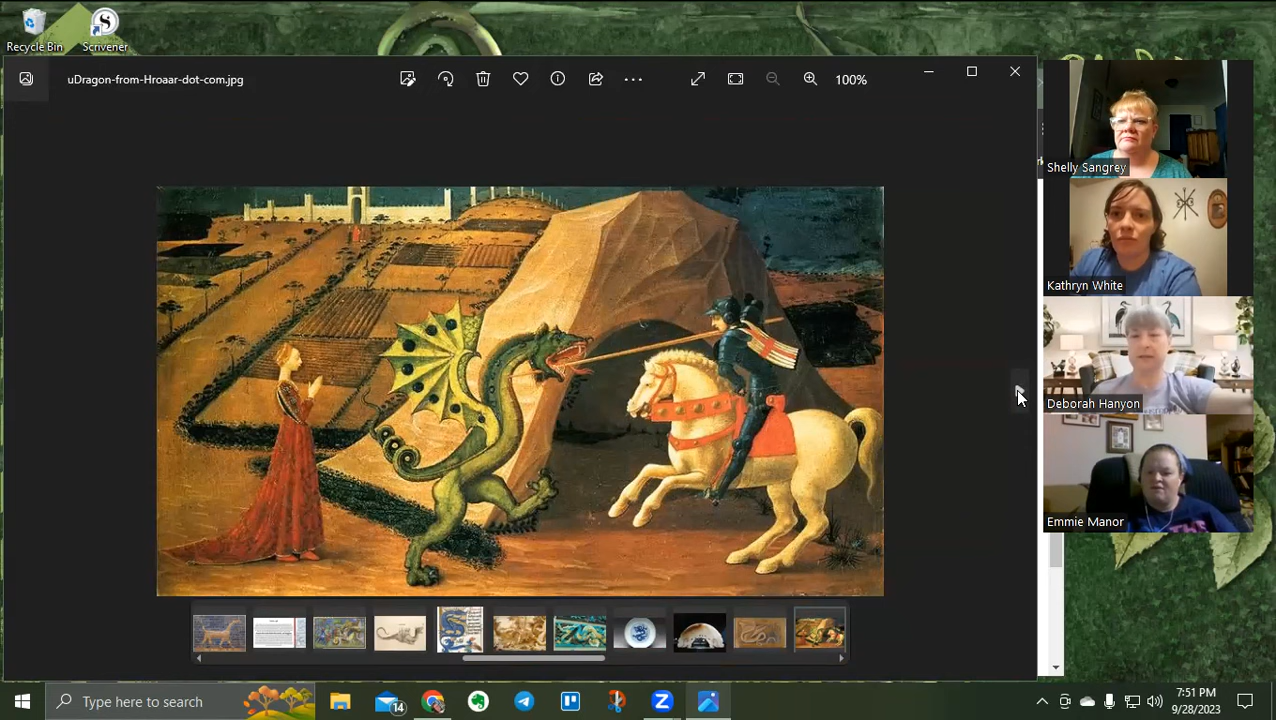 Recycle Bin
Scrivener
uDragon-from-Hroaar-dot-com.jpg
100%
Shelly Sangrey
Kathryn White
Deborah Hanyon
Emmie Manor
Type here to search
14
7:51 PM
9/28/2023